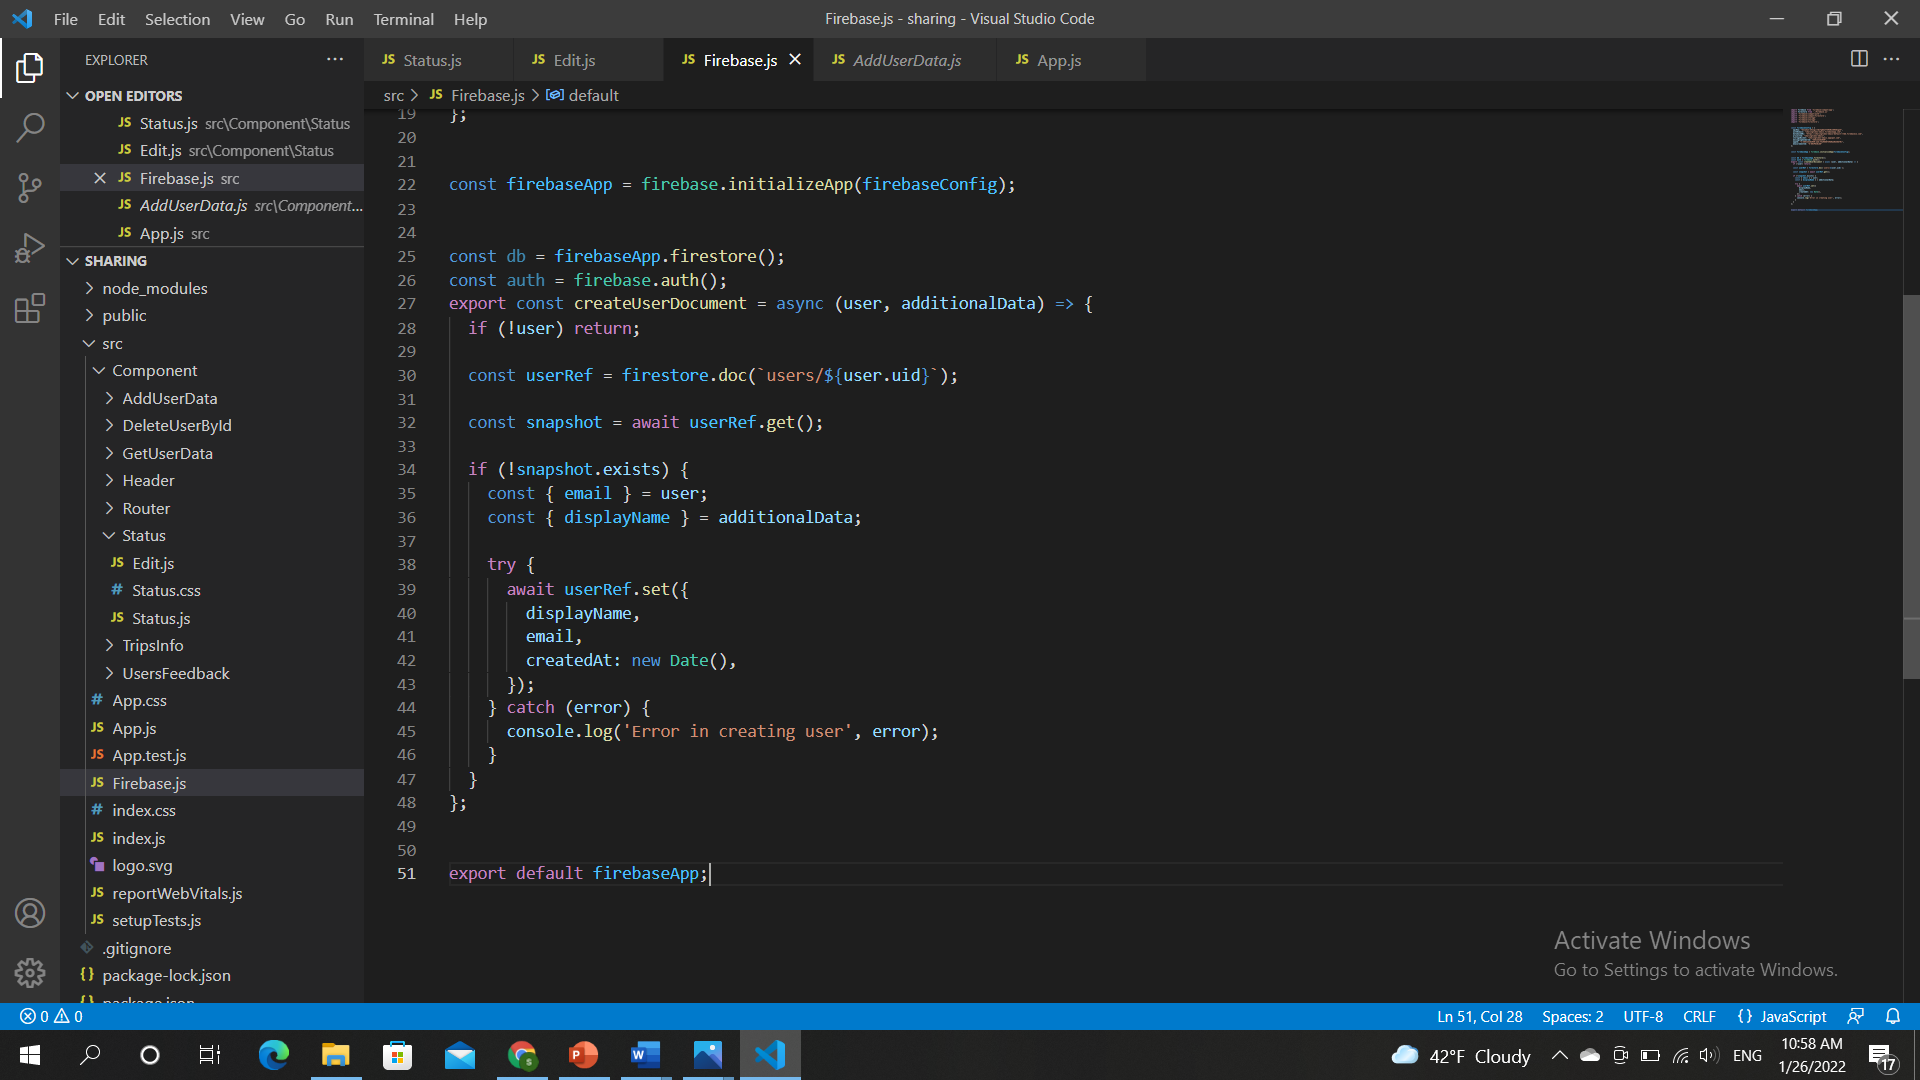 File Edit Selection View Go Run Terminal Help
Firebase.js - sharing - Visual Studio Code
EXPLORER
OPEN EDITORS
JS Status.js src\Component\Status
JS Edit.js src\Component\Status
JS Firebase.js src
JS AddUserData.js src\Component...
JS App.js src
SHARING
node_modules
public
src
Component
AddUserData
DeleteUserById
GetUserData
Header
Router
Status
JS Edit.js
# Status.css
JS Status.js
TripsInfo
UsersFeedback
# App.css
JS App.js
JS App.test.js
JS Firebase.js
# index.css
JS index.js
logo.svg
JS reportWebVitals.js
JS setupTests.js
.gitignore
{} package-lock.json
{} package.json
JS Status.js JS Edit.js JS Firebase.js JS AddUserData.js JS App.js
src > JS Firebase.js > default
19 };
20
21
22 const firebaseApp = firebase.initializeApp(firebaseConfig);
23
24
25 const db = firebaseApp.firestore();
26 const auth = firebase.auth();
27 export const createUserDocument = async (user, additionalData) => {
28 if (!user) return;
29
30 const userRef = firestore.doc(`users/${user.uid}`);
31
32 const snapshot = await userRef.get();
33
34 if (!snapshot.exists) {
35 const { email } = user;
36 const { displayName } = additionalData;
37
38 try {
39 await userRef.set({
40 displayName,
41 email,
42 createdAt: new Date(),
43 });
44 } catch (error) {
45 console.log('Error in creating user', error);
46 }
47 }
48 };
49
50
51 export default firebaseApp;
Activate Windows
Go to Settings to activate Windows.
0 0
Ln 51, Col 28 Spaces: 2 UTF-8 CRLF {} JavaScript
42°F Cloudy
ENG
10:58 AM
1/26/2022
17